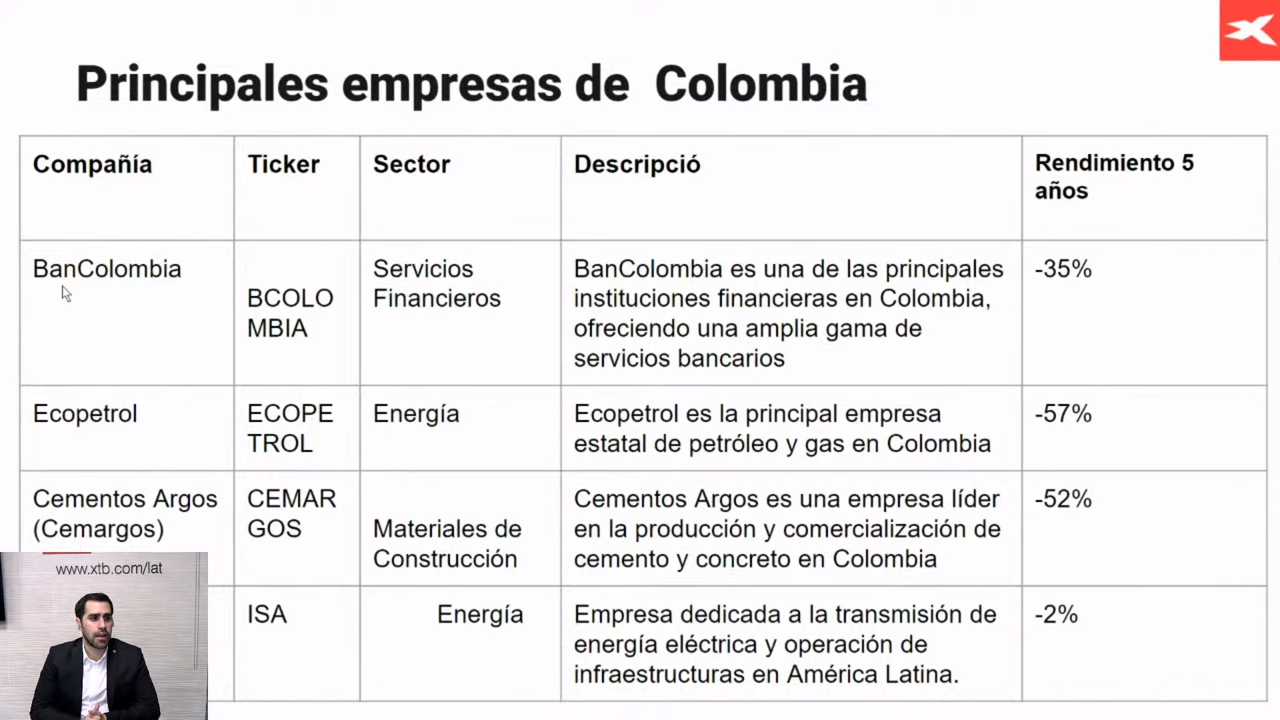 Principales empresas de Colombia
Compañía
Ticker
Sector
Descripció
Rendimiento 5
años
BanColombia
BCOLO
MBIA
Servicios
Financieros
BanColombia es una de las principales
instituciones financieras en Colombia,
ofreciendo una amplia gama de
servicios bancarios
-35%
Ecopetrol
ECOPE
TROL
Energía
Ecopetrol es la principal empresa
estatal de petróleo y gas en Colombia
-57%
Cementos Argos
(Cemargos)
CEMAR
GOS
Materiales de
Construcción
Cementos Argos es una empresa líder
en la producción y comercialización de
cemento y concreto en Colombia
-52%
ISA
Energía
Empresa dedicada a la transmisión de
energía eléctrica y operación de
infraestructuras en América Latina.
-2%
www.xtb.com/lat